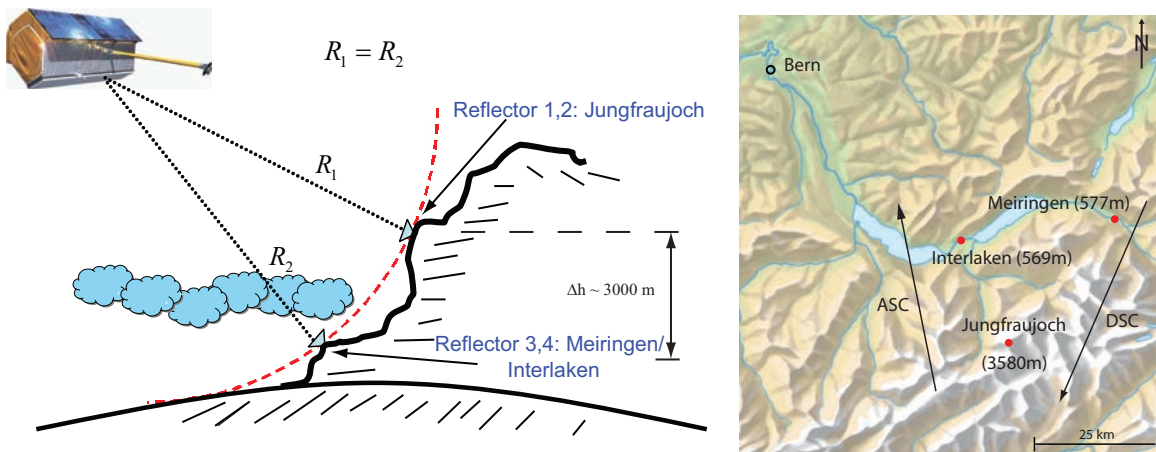 R₁ = R₂
Reflector 1,2: Jungfraujoch
R₁
R₂
Δh ~ 3000 m
Reflector 3,4: Meiringen/
Interlaken
N
Bern
Meiringen (577m)
Interlaken (569m)
ASC
DSC
Jungfraujoch
(3580m)
25 km